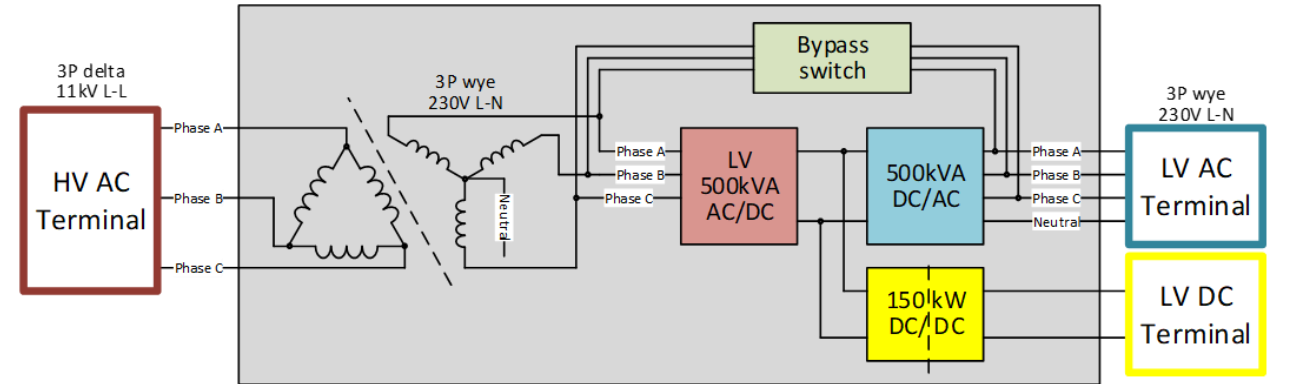 3P delta
11kV L-L
HV AC
Terminal
Phase A
Phase B
Phase C
3P wye
230V L-N
Neutral
Bypass
switch
Phase A
Phase B
Phase C
LV
500kVA
AC/DC
500kVA
DC/AC
150 kW
DC/DC
Phase A
Phase B
Phase C
Neutral
3P wye
230V L-N
LV AC
Terminal
LV DC
Terminal